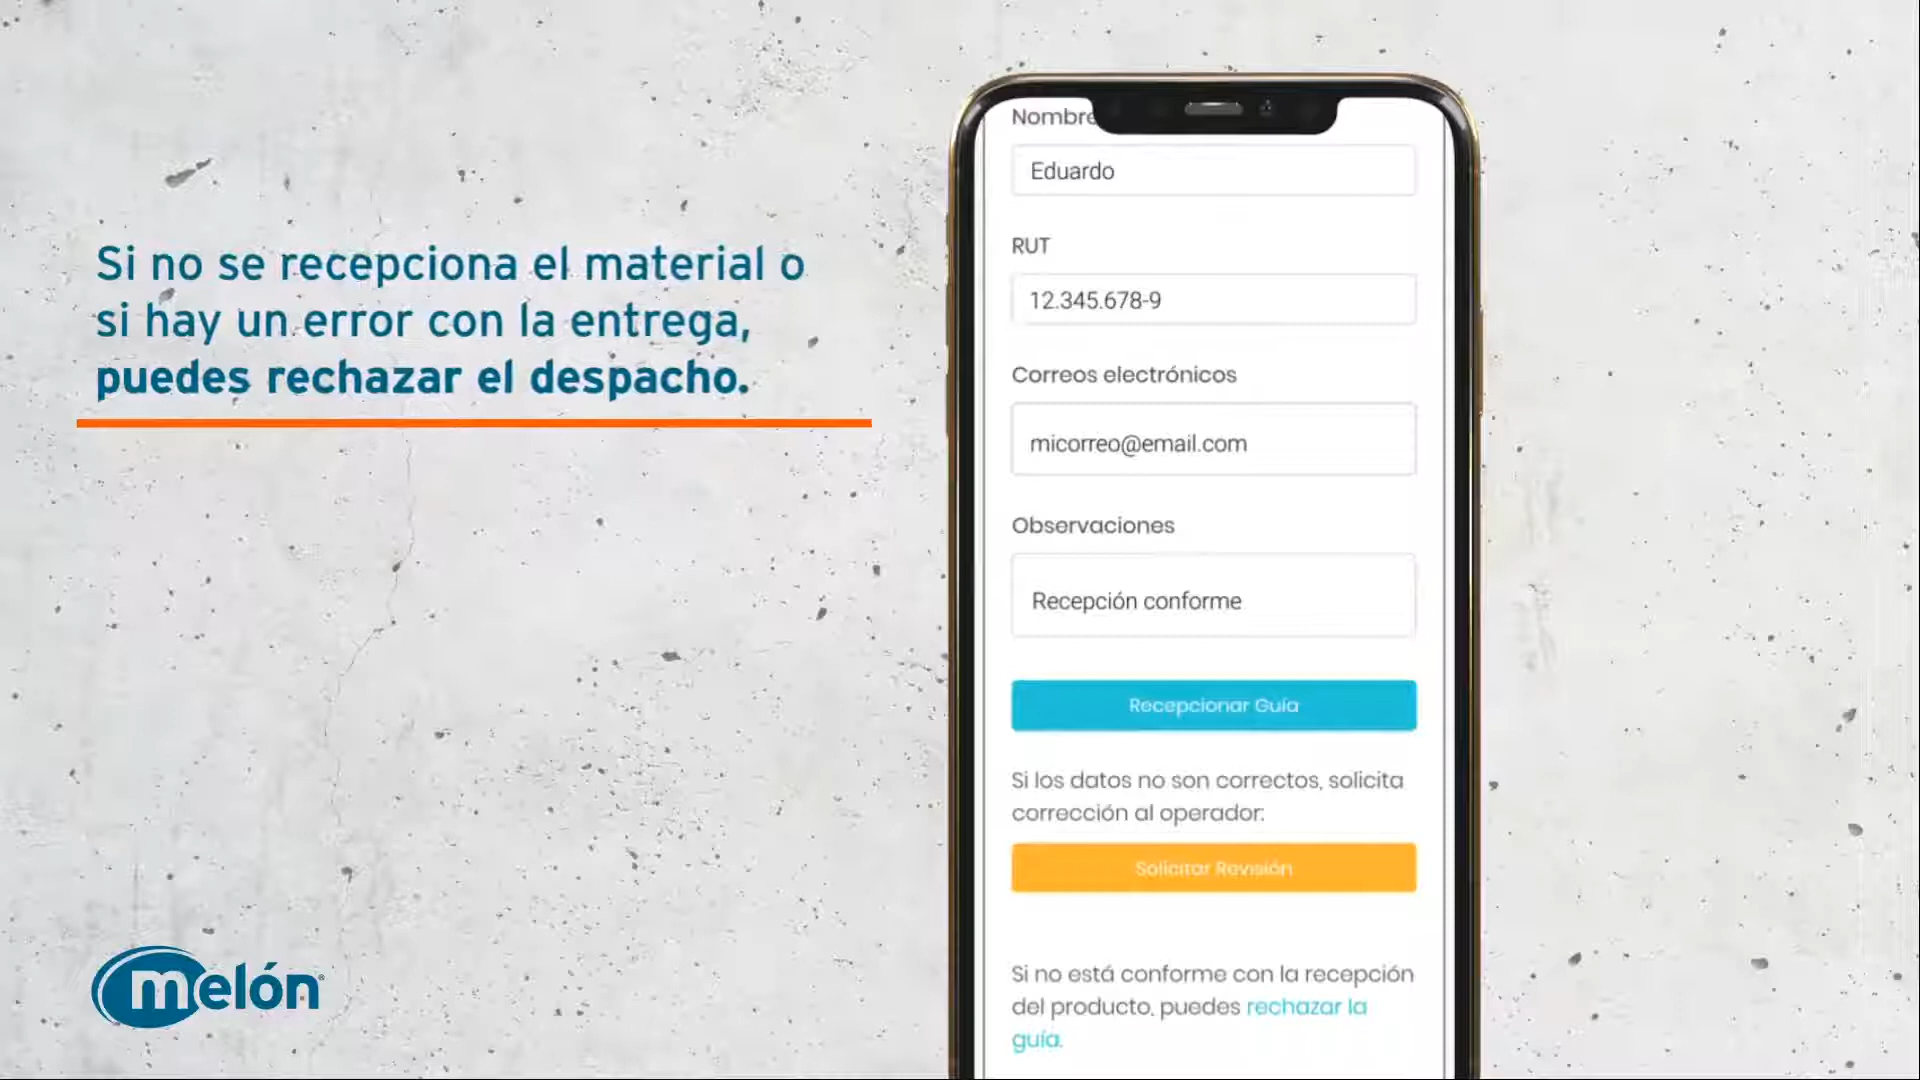 Si no se recepciona el material o
si hay un error con la entrega,
puedes rechazar el despacho.
melón
Nombre
Eduardo
RUT
12.345.678-9
Correos electrónicos
micorreo@email.com
Observaciones
Recepción conforme
Recepcionar Guía
Si los datos no son correctos, solicita
corrección al operador:
Solicitar Revisión
Si no está conforme con la recepción
del producto, puedes rechazar la
guía.